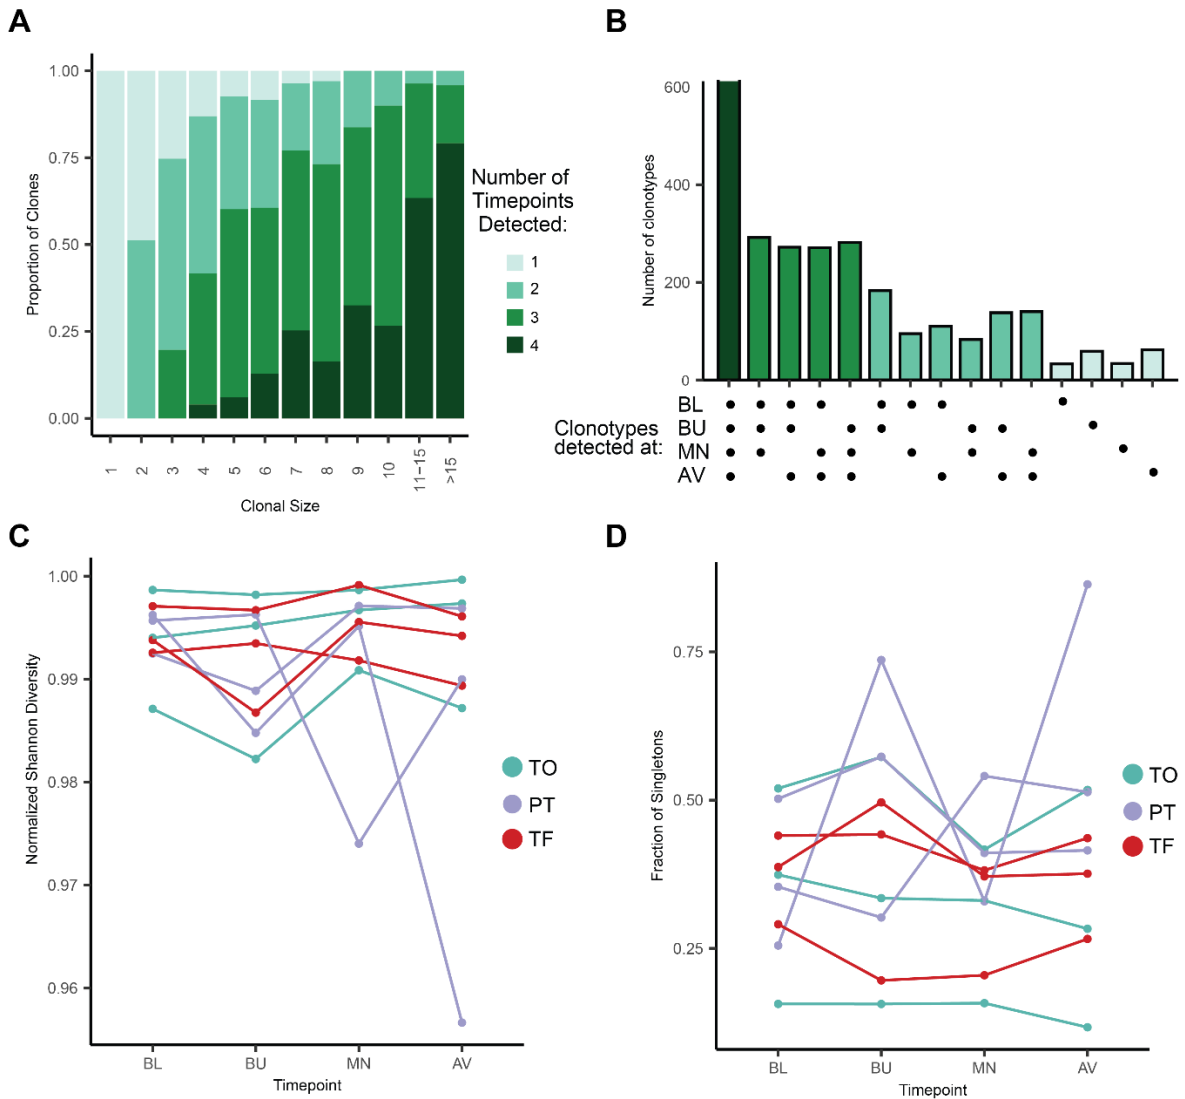 A
1.00
0.75
0.50
0.25
0.00
Proportion of Clones
1
2
3
4
5
6
7
8
9
10
11−15
>15
Clonal Size
Number of
Timepoints
Detected:
1
2
3
4
B
600
400
200
0
Number of clonotypes
Clonotypes
detected at:
BL
BU
MN
AV
C
1.00
0.99
0.98
0.97
0.96
Normalized Shannon Diversity
BL
BU
MN
AV
Timepoint
TO
PT
TF
D
0.75
0.50
0.25
Fraction of Singletons
BL
BU
MN
AV
Timepoint
TO
PT
TF